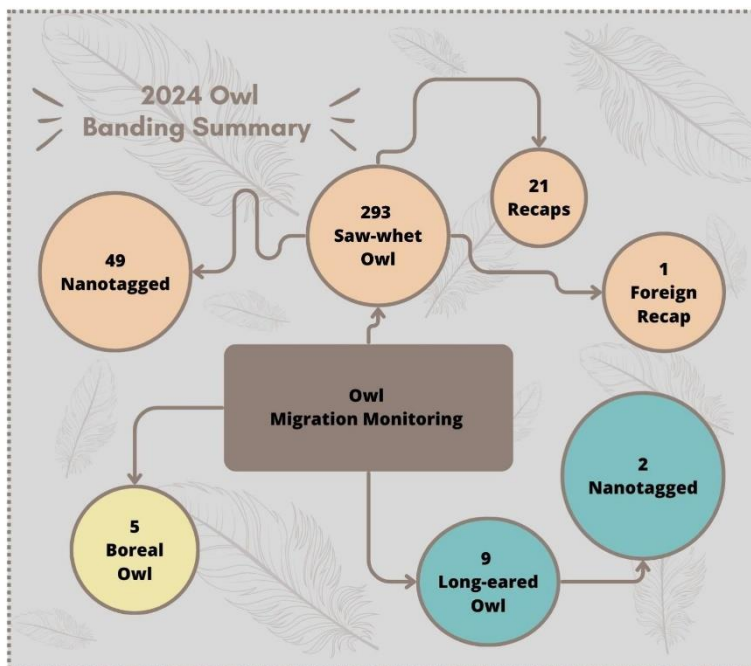 2024 Owl
Banding Summary
293
Saw-whet
Owl
21
Recaps
49
Nanotagged
1
Foreign
Recap
Owl
Migration Monitoring
5
Boreal
Owl
9
Long-eared
Owl
2
Nanotagged